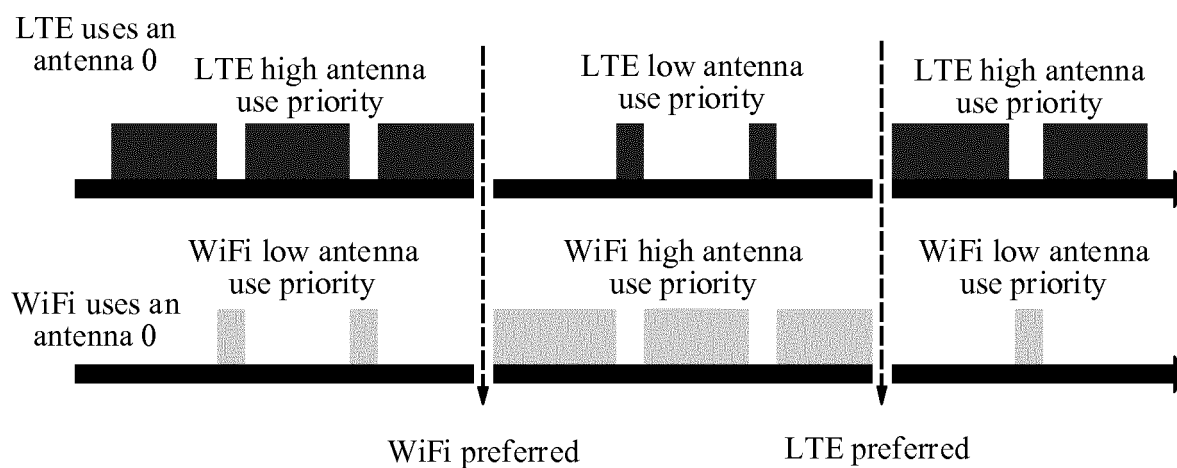 LTE uses an
antenna 0
LTE high antenna
use priority
LTE low antenna
use priority
LTE high antenna
use priority
WiFi uses an
antenna 0
WiFi low antenna
use priority
WiFi high antenna
use priority
WiFi low antenna
use priority
WiFi preferred
LTE preferred